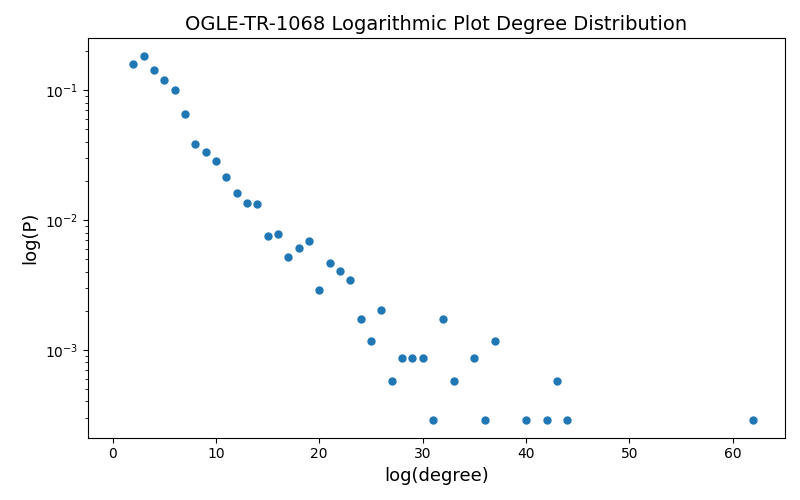 OGLE-TR-1068 Logarithmic Plot Degree Distribution
10⁻¹
10⁻²
10⁻³
log(P)
0 10 20 30 40 50 60
log(degree)